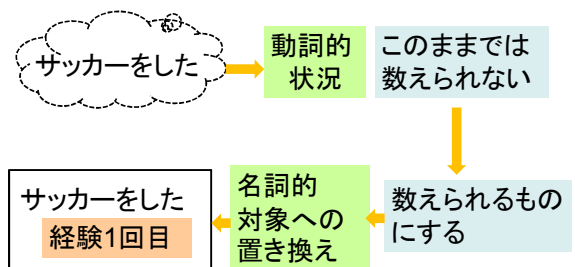 サッカーをした
動詞的
状況
このままでは
数えられない
数えられるもの
にする
名詞的
対象への
置き換え
サッカーをした
経験1回目